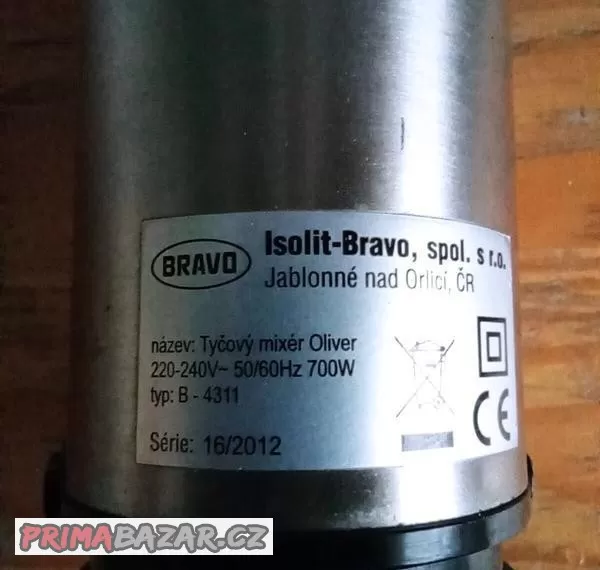 BRAVO
Isolit-Bravo, spol. s r.o.
Jablonné nad Orlicí, ČR
název: Tyčový mixér Oliver
220-240V~ 50/60Hz 700W
typ: B - 4311
Série: 16/2012
CE
PRIMABAZAR.CZ